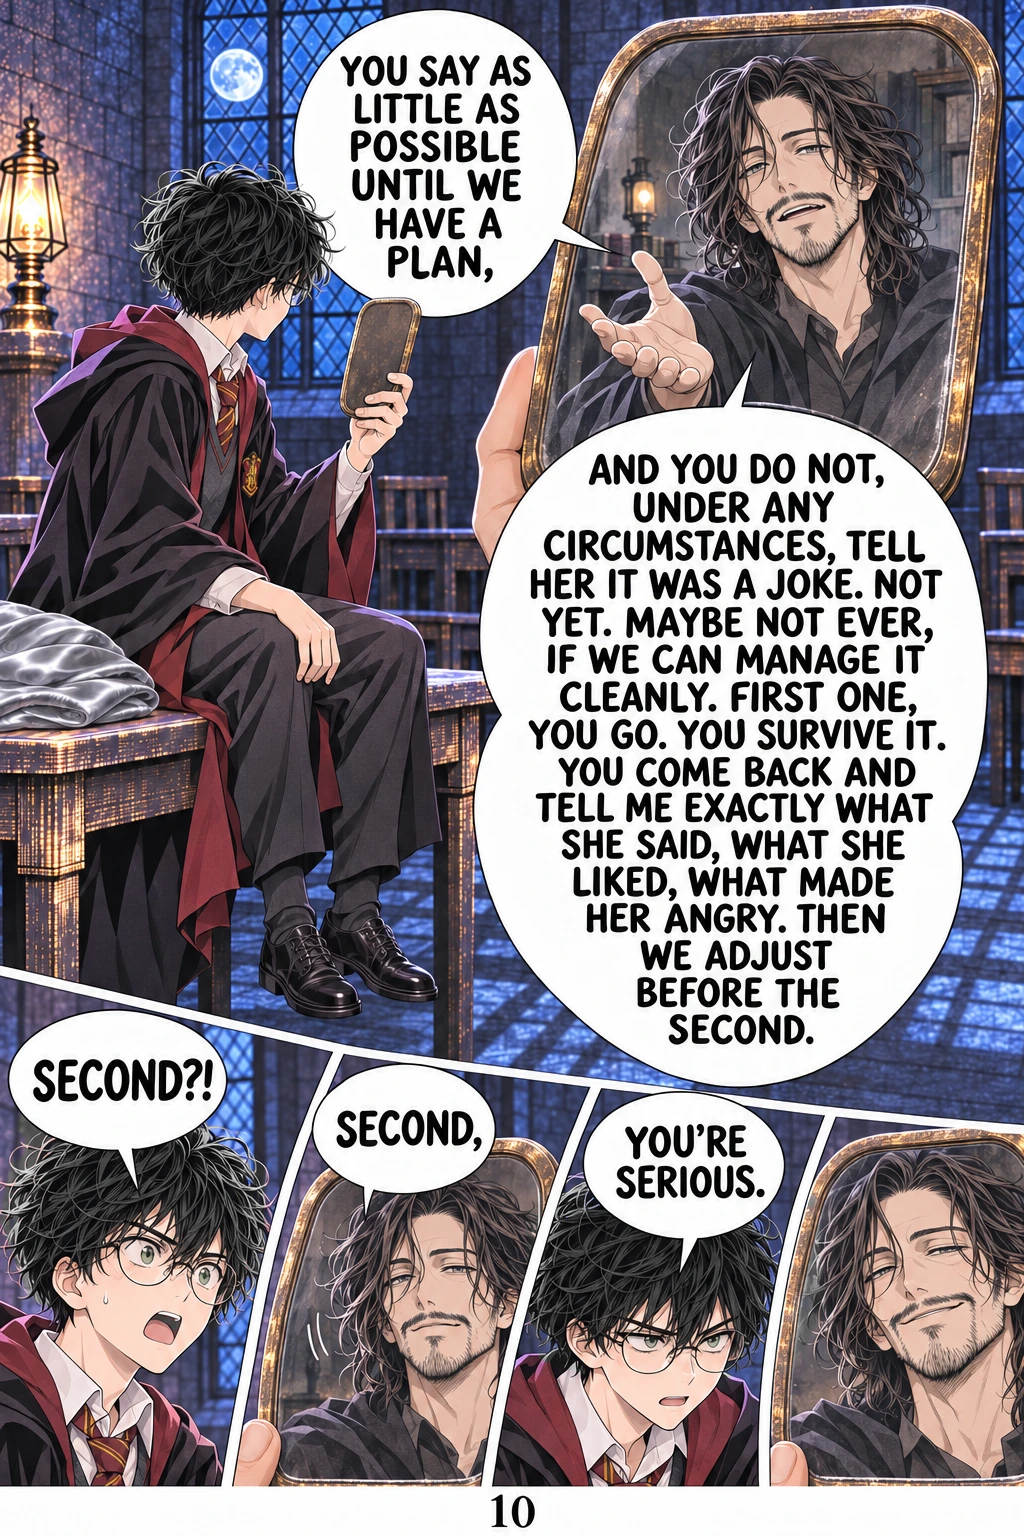 YOU SAY AS
LITTLE AS
POSSIBLE
UNTIL WE
HAVE A
PLAN,
AND YOU DO NOT,
UNDER ANY
CIRCUMSTANCES, TELL
HER IT WAS A JOKE. NOT
YET. MAYBE NOT EVER,
IF WE CAN MANAGE IT
CLEANLY. FIRST ONE,
YOU GO. YOU SURVIVE IT.
YOU COME BACK AND
TELL ME EXACTLY WHAT
SHE SAID, WHAT SHE
LIKED, WHAT MADE
HER ANGRY. THEN
WE ADJUST
BEFORE THE
SECOND.
SECOND?!
SECOND,
YOU'RE
SERIOUS.
10